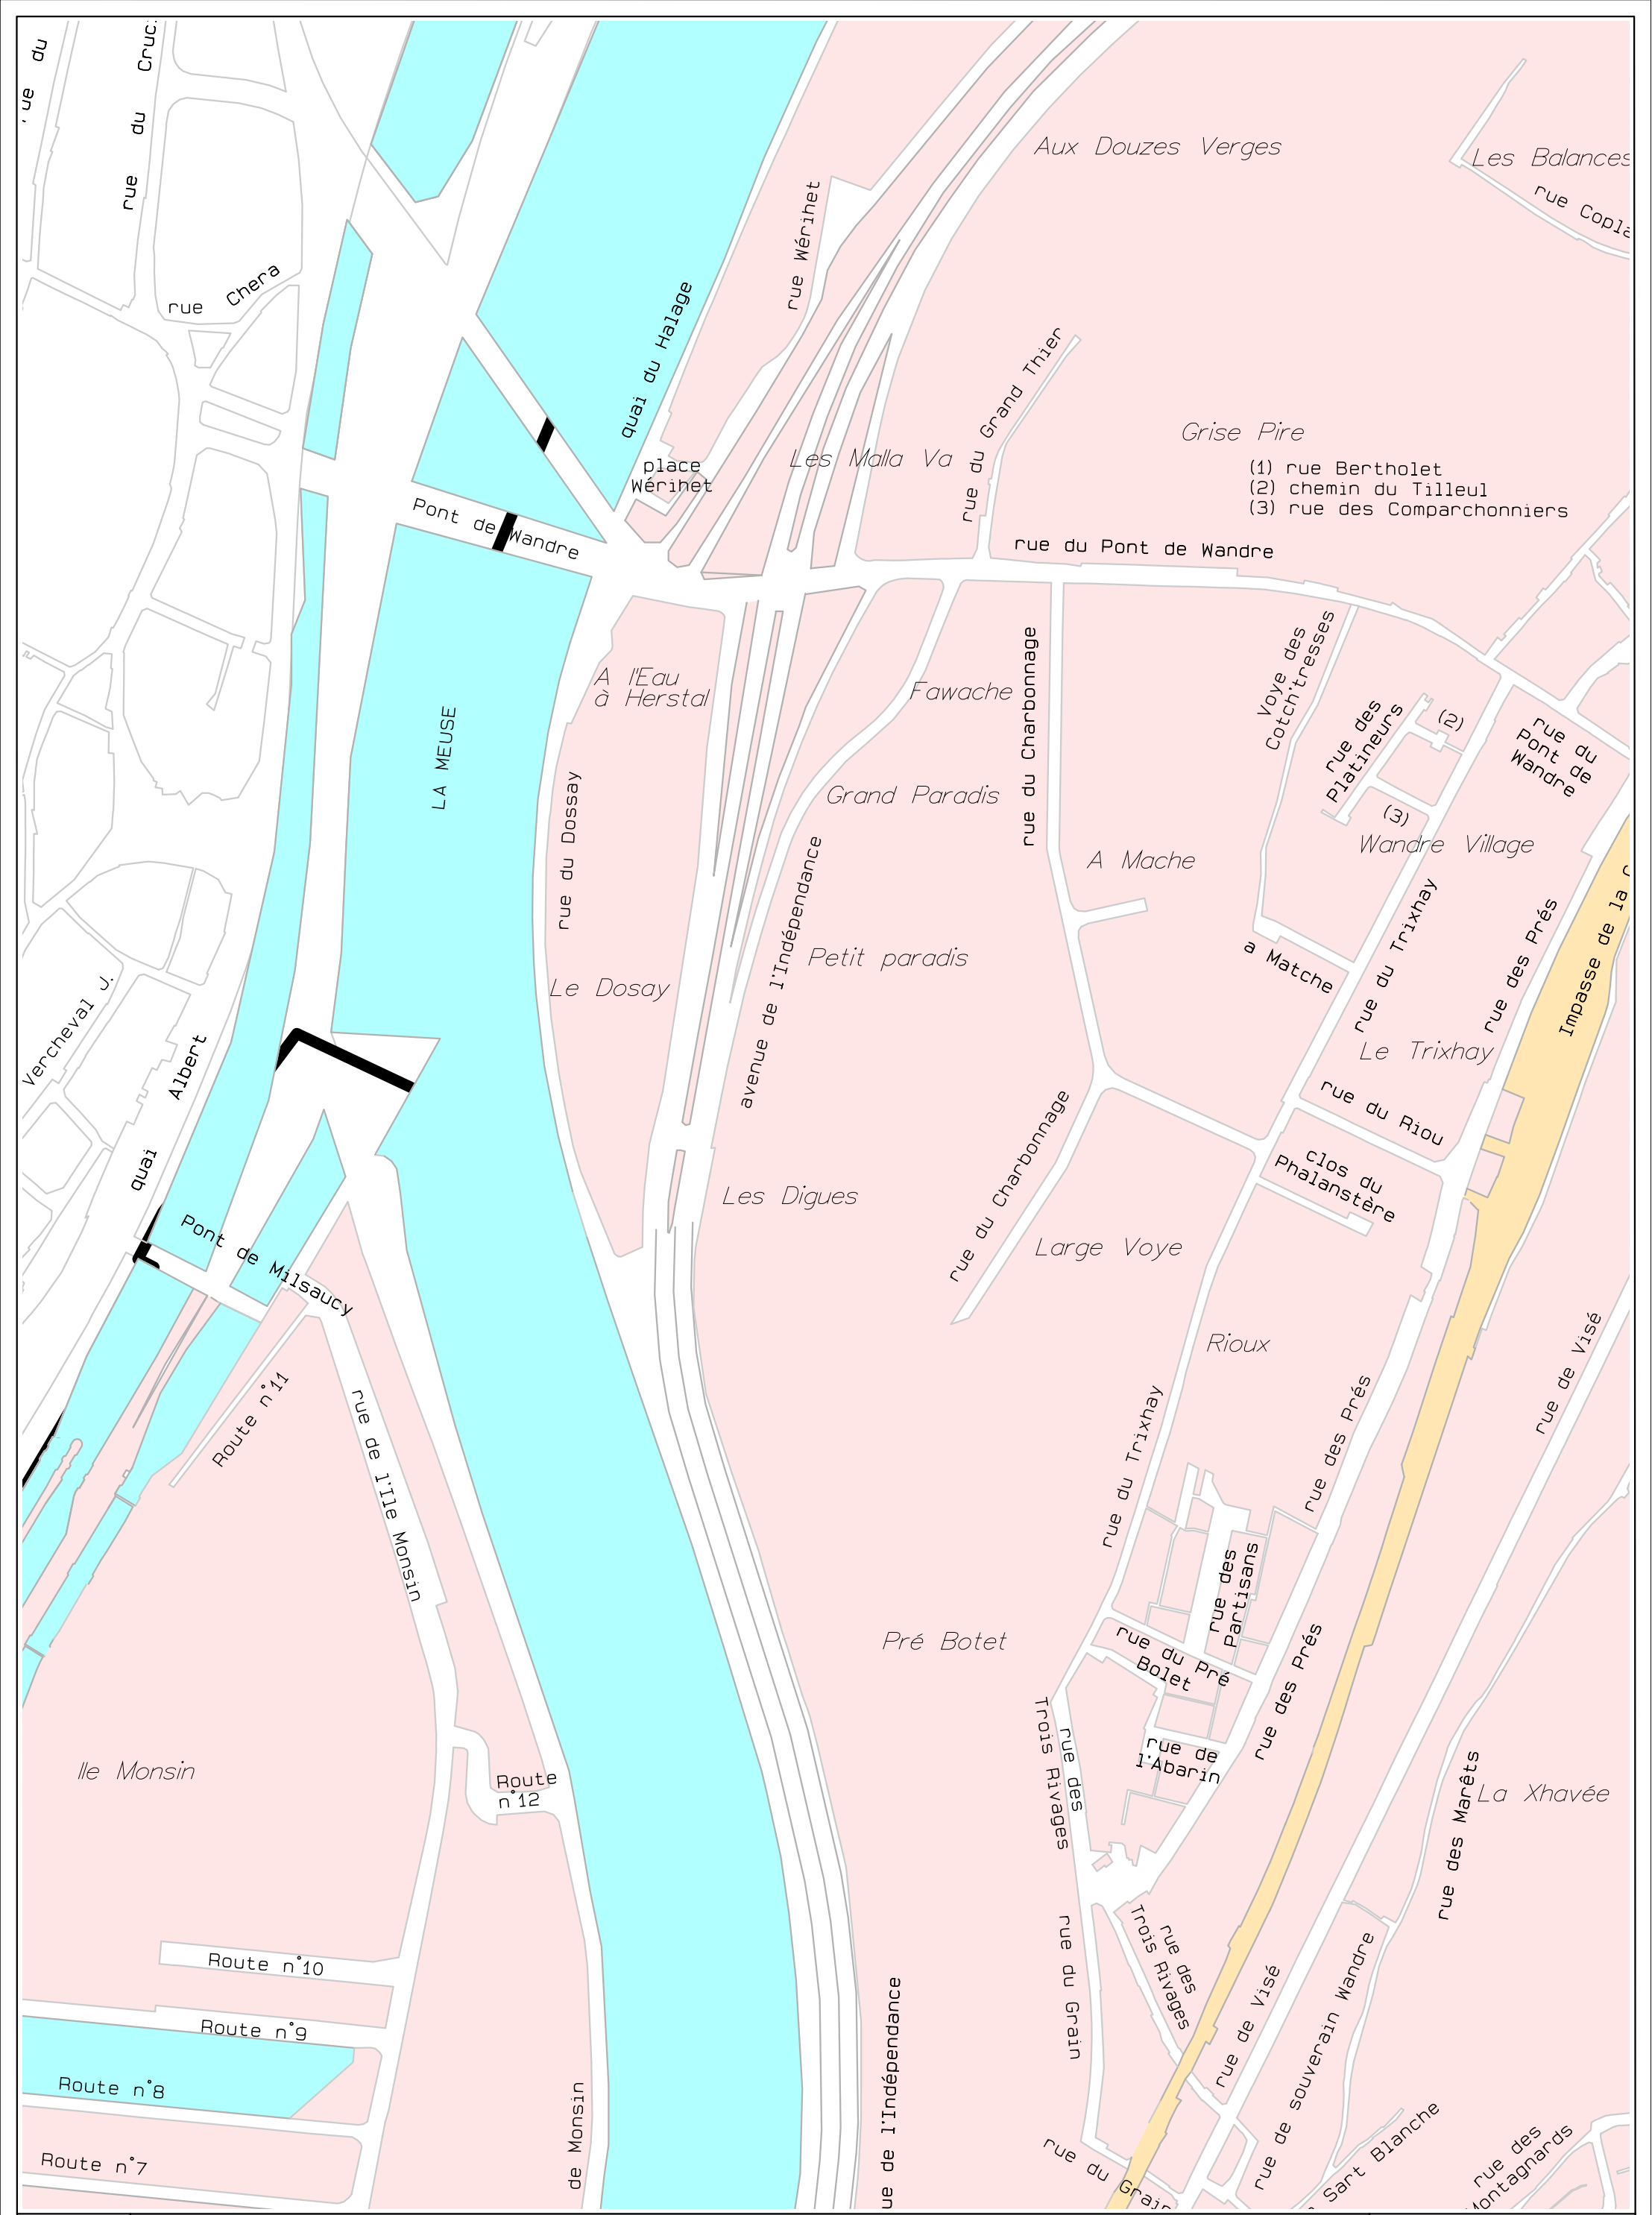 du
rue du Cruc
Aux Douzes Verges
Les Balances
rue Copla
rue Wérihet
rue Chera
quai du Halage
rue du Grand Thier
Grise Pire
(1) rue Bertholet
(2) chemin du Tilleul
(3) rue des Comparchonniers
place
Wérihet
Les Malla Va
Pont de Wandre
rue du Pont de Wandre
A l'Eau
à Herstal
Fawache
rue du Charbonnage
Voye des
Cotch'tresses
rue des
Platineurs
(2)
rue du
Pont de
Wandre
LA MEUSE
rue du Dossay
Grand Paradis
(3)
Wandre Village
A Mache
avenue de l'Indépendance
rue du Trixhay
rue des Prés
Impasse de la
Petit paradis
a Matche
Le Dosay
Vercheval J.
quai Albert
Le Trixhay
rue du Riou
rue du Charbonnage
clos du
Phalanstère
Les Digues
Pont de Milsaucy
Large Voye
Rioux
rue de Visé
Route n°11
rue de l'Ile Monsin
rue du Trixhay
rue des Prés
rue des
Partisans
Pré Botet
rue du Pré
Bolet
rue des Prés
rue des
Trois Rivages
rue de
l'Abarin
Ile Monsin
Route
n°12
rue des Marêts
La Xhavée
rue des
Trois Rivages
rue du Grain
Route n°10
rue de Visé
rue de souverain Wandre
Route n°9
Route n°8
de Monsin
ue de l'Indépendance
rue du Grain
Sart Blanche
rue des
Montagnards
Route n°7